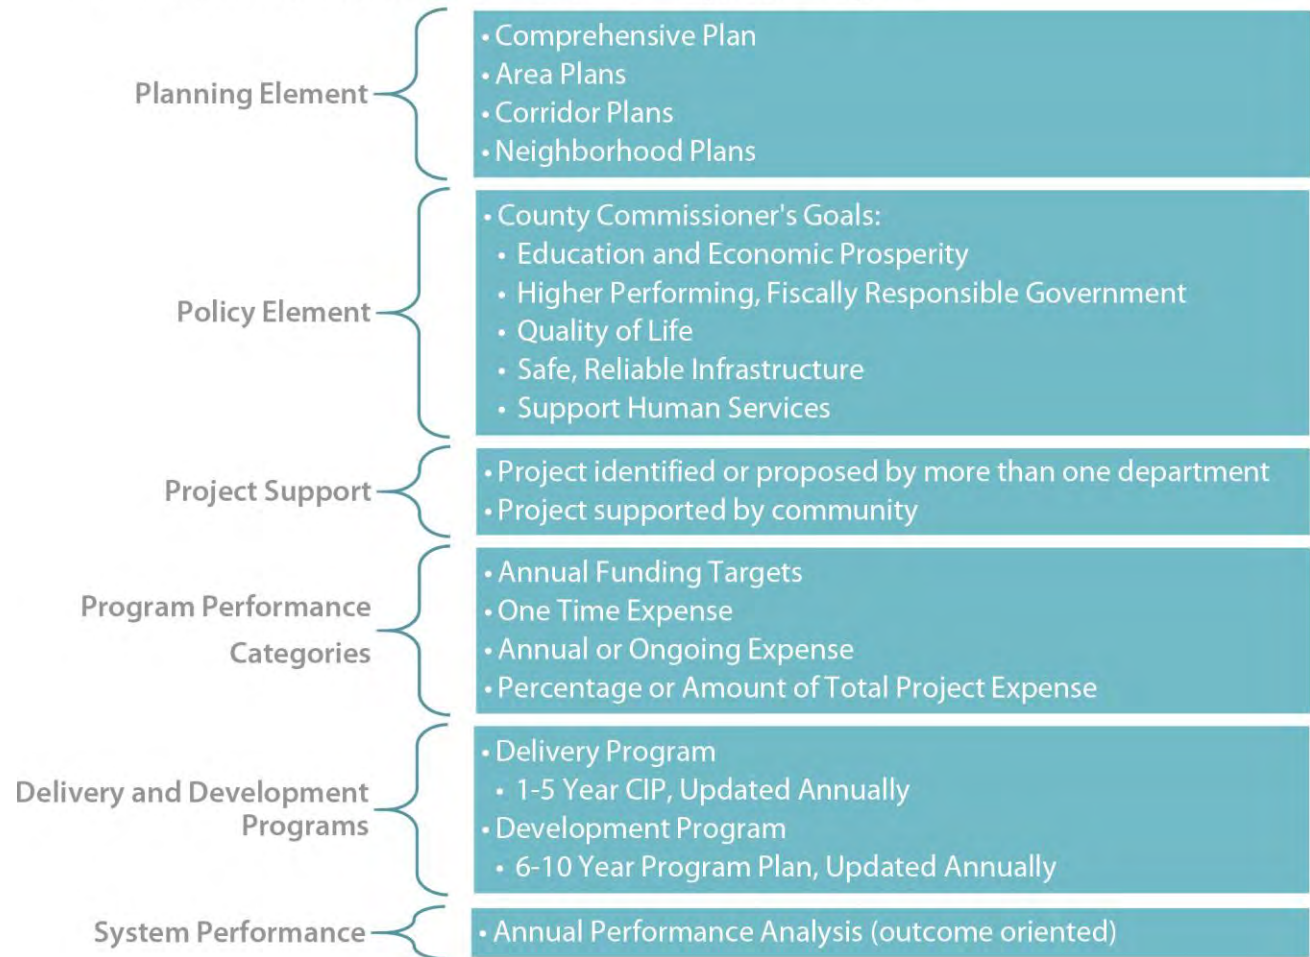 Planning Element
• Comprehensive Plan
• Area Plans
• Corridor Plans
• Neighborhood Plans
Policy Element
• County Commissioner's Goals:
• Education and Economic Prosperity
• Higher Performing, Fiscally Responsible Government
• Quality of Life
• Safe, Reliable Infrastructure
• Support Human Services
Project Support
• Project identified or proposed by more than one department
• Project supported by community
Program Performance
Categories
• Annual Funding Targets
• One Time Expense
• Annual or Ongoing Expense
• Percentage or Amount of Total Project Expense
Delivery and Development
Programs
• Delivery Program
• 1-5 Year CIP, Updated Annually
• Development Program
• 6-10 Year Program Plan, Updated Annually
System Performance
• Annual Performance Analysis (outcome oriented)